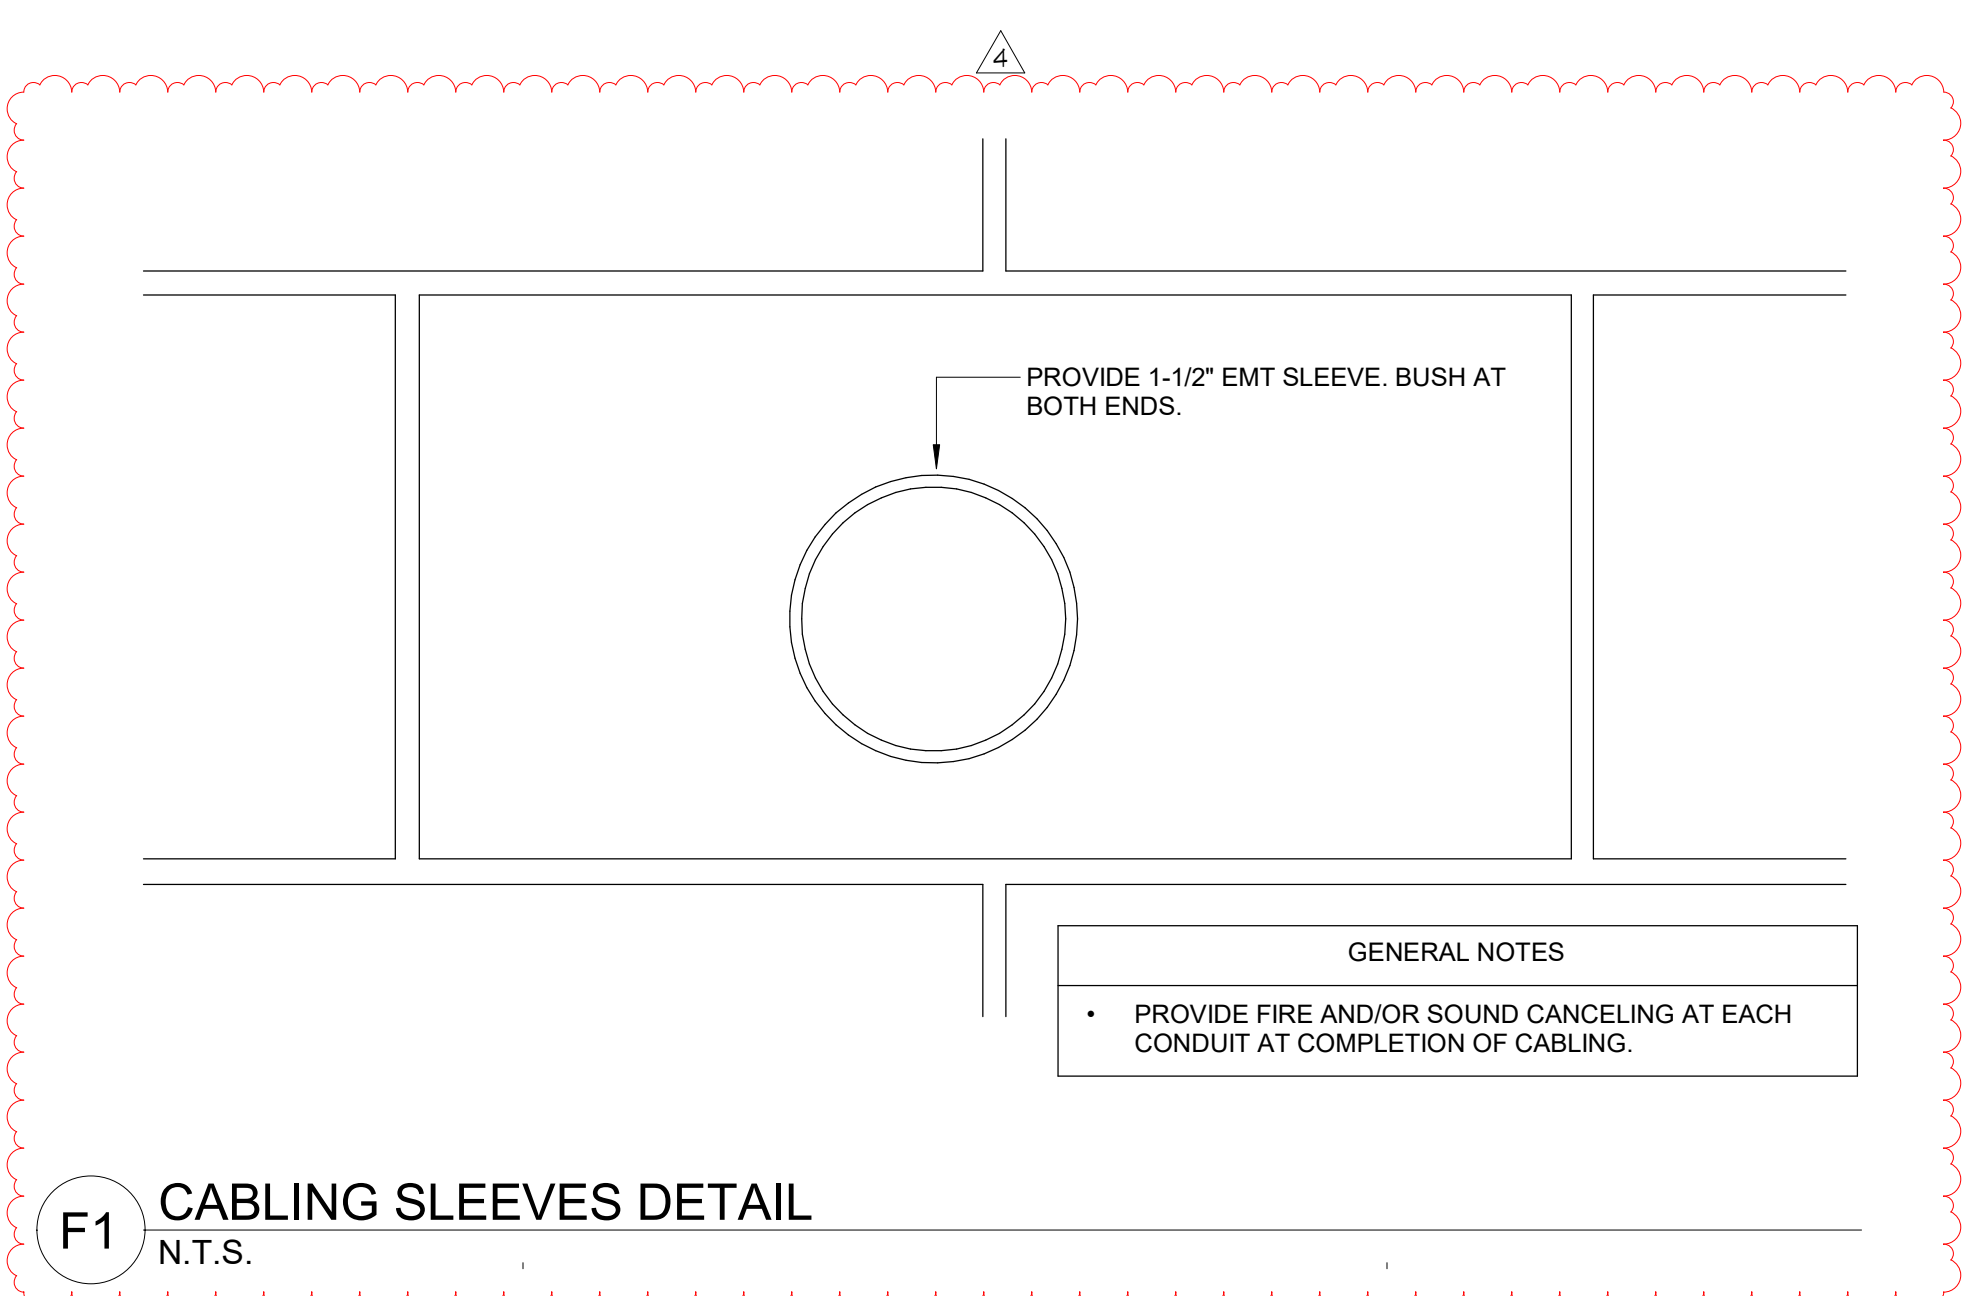 4
PROVIDE 1-1/2" EMT SLEEVE. BUSH AT
BOTH ENDS.
GENERAL NOTES
• PROVIDE FIRE AND/OR SOUND CANCELING AT EACH
CONDUIT AT COMPLETION OF CABLING.
F1
CABLING SLEEVES DETAIL
N.T.S.